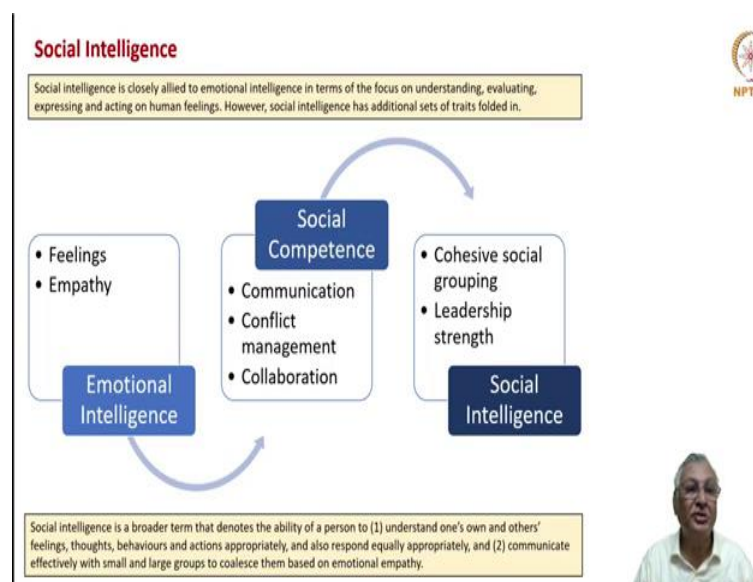 Social Intelligence
Social intelligence is closely allied to emotional intelligence in terms of the focus on understanding, evaluating,
expressing and acting on human feelings. However, social intelligence has additional sets of traits folded in.
NPT
• Feelings
• Empathy
Emotional
Intelligence
Social
Competence
• Communication
• Conflict
management
• Collaboration
• Cohesive social
grouping
• Leadership
strength
Social
Intelligence
Social intelligence is a broader term that denotes the ability of a person to (1) understand one's own and others'
feelings, thoughts, behaviours and actions appropriately, and also respond equally appropriately, and (2) communicate
effectively with small and large groups to coalesce them based on emotional empathy.